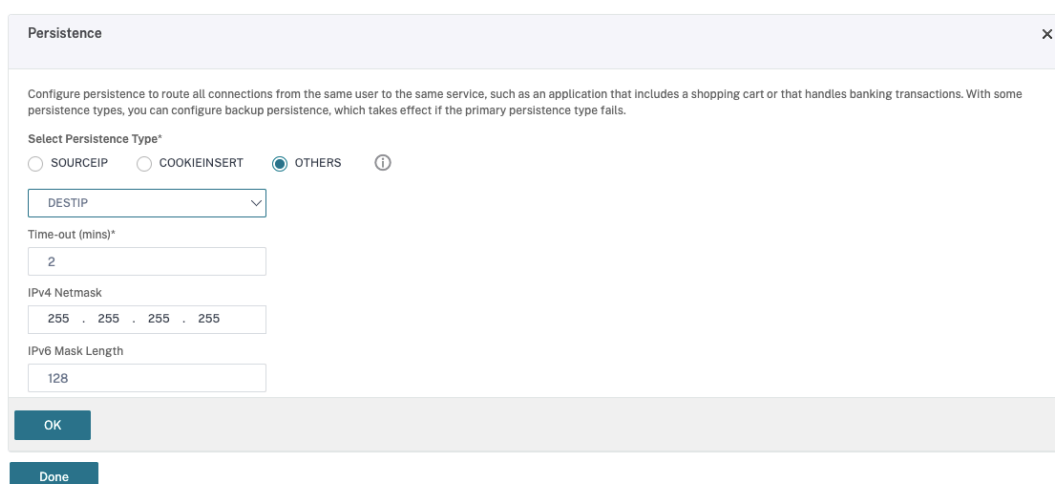 Persistence
Configure persistence to route all connections from the same user to the same service, such as an application that includes a shopping cart or that handles banking transactions. With some
persistence types, you can configure backup persistence, which takes effect if the primary persistence type fails.
Select Persistence Type*
SOURCEIP COOKIEINSERT OTHERS
DESTIP
Time-out (mins)*
2
IPv4 Netmask
255 . 255 . 255 . 255
IPv6 Mask Length
128
OK
Done